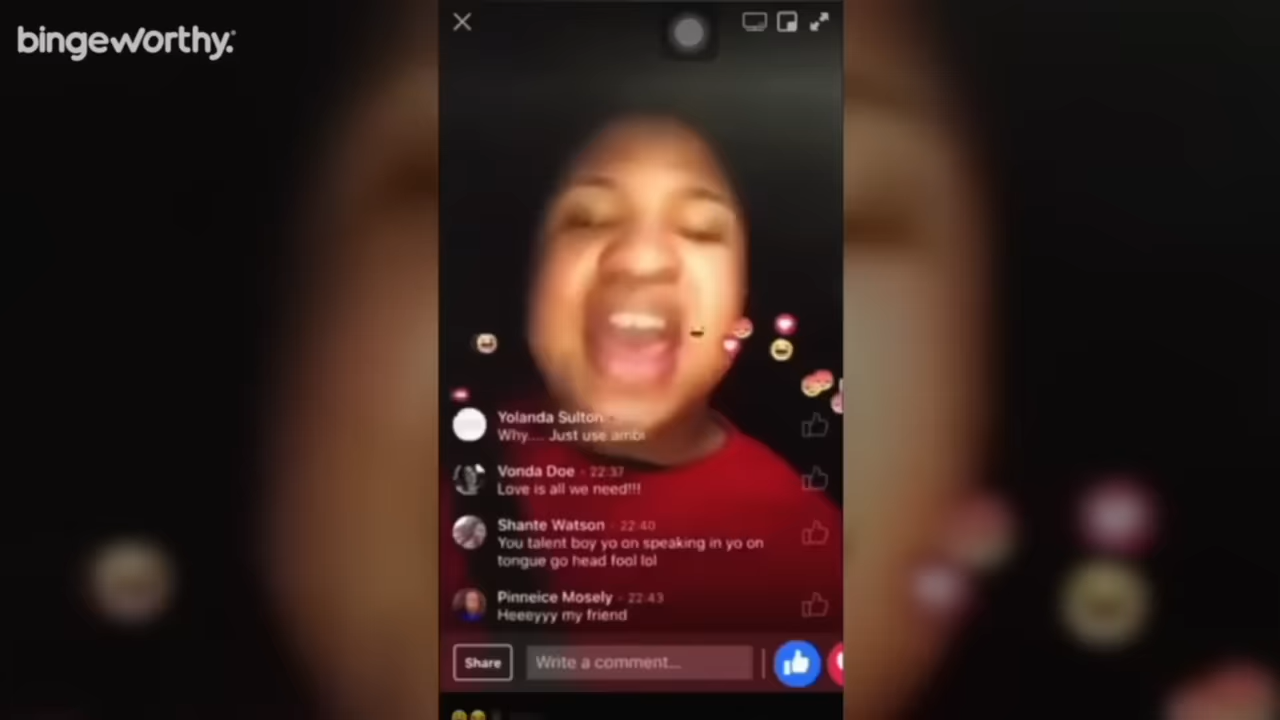 bingeworthy.
Yolanda Sulton
Why.... Just use ambi
Vonda Doe · 22:37
Love is all we need!!!
Shante Watson · 22:40
You talent boy yo on speaking in yo on
tongue go head fool lol
Pinneice Mosely · 22:43
Heeeyyy my friend
Share
Write a comment...